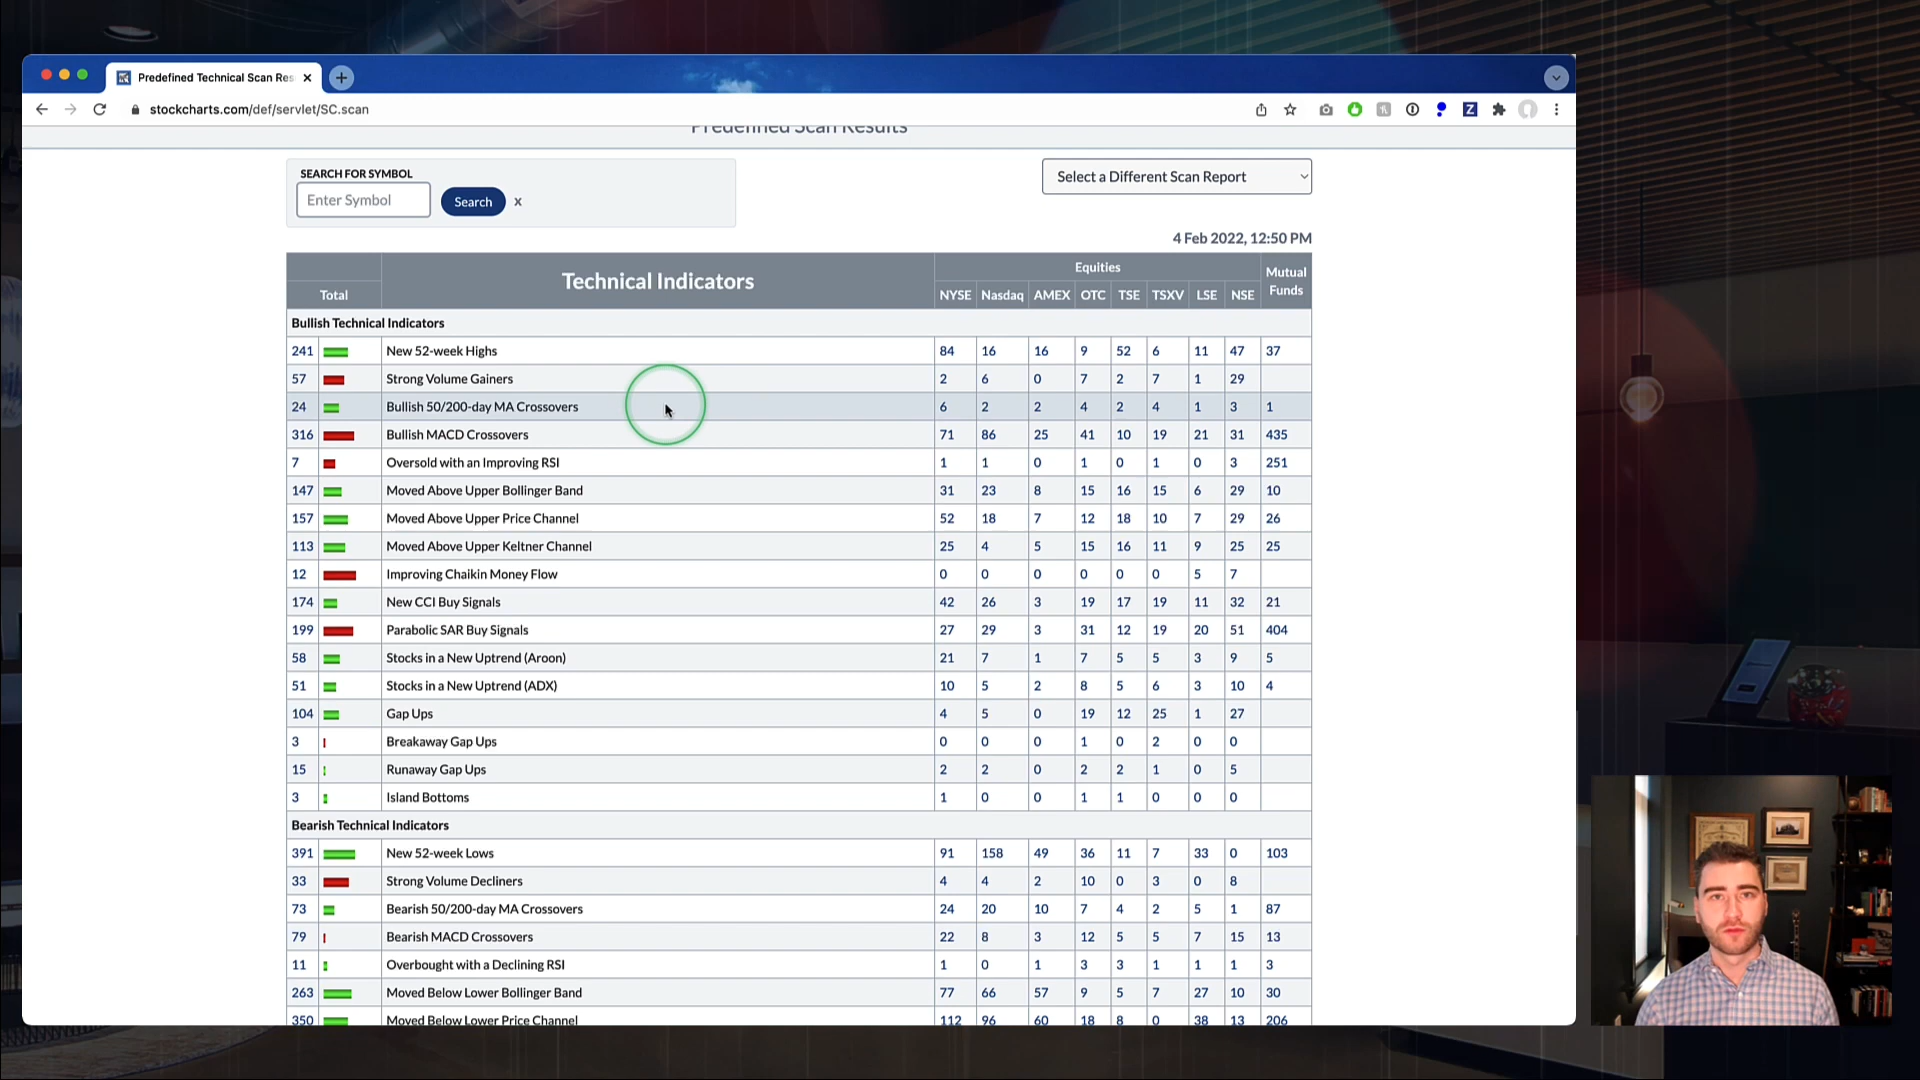 Predefined Technical Scan Res
stockcharts.com/def/servlet/SC.scan
Predefined Scan Results
SEARCH FOR SYMBOL
Enter Symbol Search x
Select a Different Scan Report
4 Feb 2022, 12:50 PM
Total Technical Indicators Equities Mutual Funds
NYSE Nasdaq AMEX OTC TSE TSXV LSE NSE
Bullish Technical Indicators
241 New 52-week Highs 84 16 16 9 52 6 11 47 37
57 Strong Volume Gainers 2 6 0 7 2 7 1 29
24 Bullish 50/200-day MA Crossovers 6 2 2 4 2 4 1 3 1
316 Bullish MACD Crossovers 71 86 25 41 10 19 21 31 435
7 Oversold with an Improving RSI 1 1 0 1 0 1 0 3 251
147 Moved Above Upper Bollinger Band 31 23 8 15 16 15 6 29 10
157 Moved Above Upper Price Channel 52 18 7 12 18 10 7 29 26
113 Moved Above Upper Keltner Channel 25 4 5 15 16 11 9 25 25
12 Improving Chaikin Money Flow 0 0 0 0 0 0 5 7
174 New CCI Buy Signals 42 26 3 19 17 19 11 32 21
199 Parabolic SAR Buy Signals 27 29 3 31 12 19 20 51 404
58 Stocks in a New Uptrend (Aroon) 21 7 1 7 5 5 3 9 5
51 Stocks in a New Uptrend (ADX) 10 5 2 8 5 6 3 10 4
104 Gap Ups 4 5 0 19 12 25 1 27
3 Breakaway Gap Ups 0 0 0 1 0 2 0 0
15 Runaway Gap Ups 2 2 0 2 2 1 0 5
3 Island Bottoms 1 0 0 1 1 0 0 0
Bearish Technical Indicators
391 New 52-week Lows 91 158 49 36 11 7 33 0 103
33 Strong Volume Decliners 4 4 2 10 0 3 0 8
73 Bearish 50/200-day MA Crossovers 24 20 10 7 4 2 5 1 87
79 Bearish MACD Crossovers 22 8 3 12 5 5 7 15 13
11 Overbought with a Declining RSI 1 0 1 3 3 1 1 1 3
263 Moved Below Lower Bollinger Band 77 66 57 9 5 7 27 10 30
350 Moved Below Lower Price Channel 112 96 60 18 8 0 38 13 206